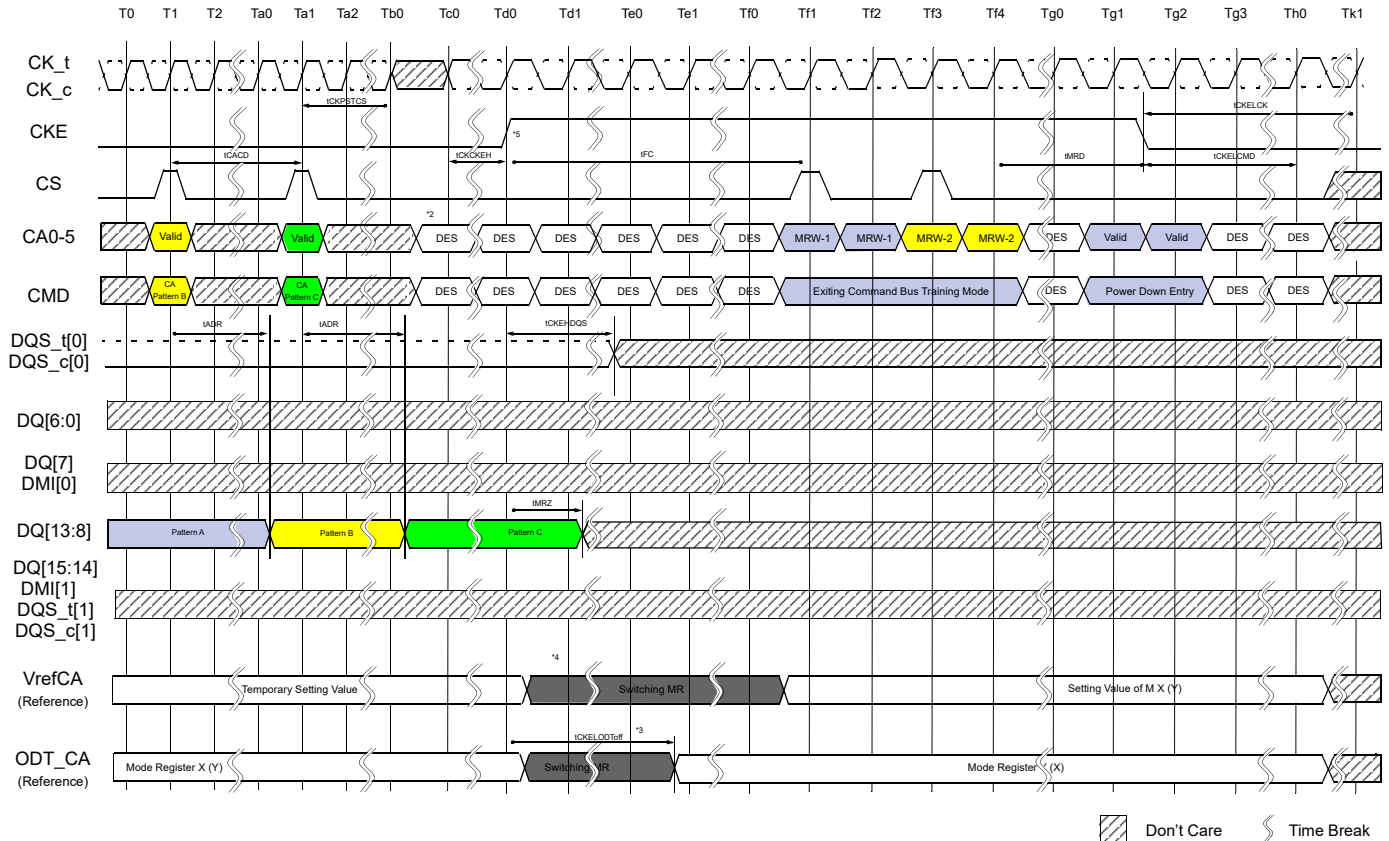 T0 T1 T2 Ta0 Ta1 Ta2 Tb0 Tc0 Td0 Td1 Te0 Te1 Tf0 Tf1 Tf2 Tf3 Tf4 Tg0 Tg1 Tg2 Tg3 Th0 Tk1
CK_t
CK_c
tCKPSTCS
tCKELCK
CKE
*5
tCACD
tCKCKEH
tFC
tMRD
tCKELCMD
CS
*2
CA0-5
Valid Valid DES DES DES DES DES DES MRW-1 MRW-1 MRW-2 MRW-2 DES Valid Valid DES DES
CMD
CA Pattern B
CA Pattern C
DES DES DES DES DES DES Exiting Command Bus Training Mode DES Power Down Entry DES DES
tADR tADR tCKEHDQS
DQS_t[0]
DQS_c[0]
DQ[6:0]
DQ[7]
DMI[0]
tMRZ
DQ[13:8]
Pattern A Pattern B Pattern C
DQ[15:14]
DMI[1]
DQS_t[1]
DQS_c[1]
*4
VrefCA
(Reference)
Temporary Setting Value Switching MR Setting Value of M X (Y)
tCKELODToff *3
ODT_CA
(Reference)
Mode Register X (Y) Switching MR Mode Register (X)
Don't Care Time Break